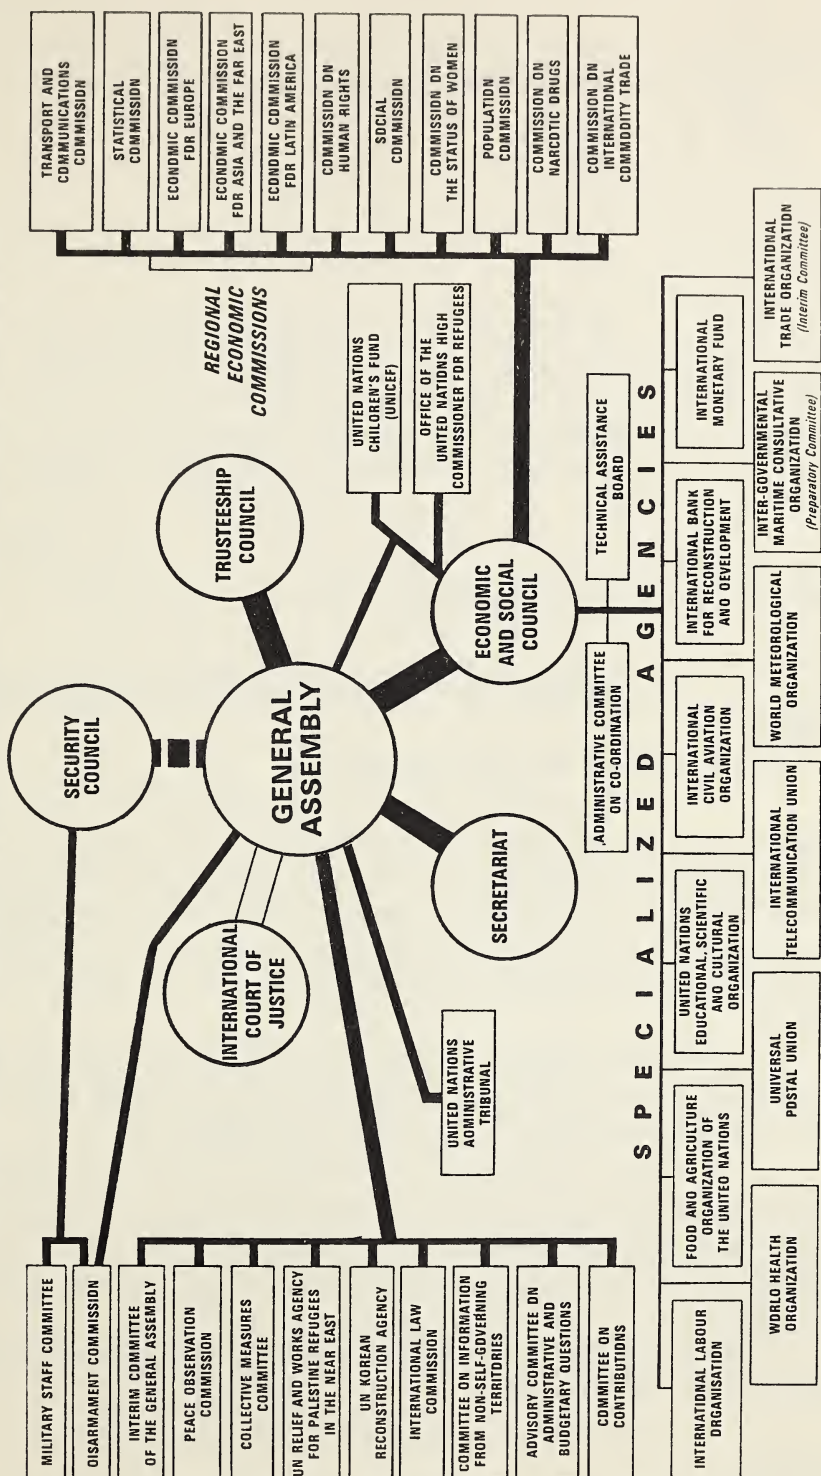 SECURITY
COUNCIL
TRUSTEESHIP
COUNCIL
GENERAL
ASSEMBLY
INTERNATIONAL
COURT OF
JUSTICE
SECRETARIAT
ECONOMIC
AND SOCIAL
COUNCIL
MILITARY STAFF COMMITTEE
DISARMAMENT COMMISSION
INTERIM COMMITTEE
OF THE GENERAL ASSEMBLY
PEACE OBSERVATION
COMMISSION
COLLECTIVE MEASURES
COMMITTEE
UN RELIEF AND WORKS AGENCY
FOR PALESTINE REFUGEES
IN THE NEAR EAST
UN KOREAN
RECONSTRUCTION AGENCY
INTERNATIONAL LAW
COMMISSION
COMMITTEE ON INFORMATION
FROM NON-SELF-GOVERNING
TERRITORIES
ADVISORY COMMITTEE ON
ADMINISTRATIVE AND
BUDGETARY QUESTIONS
COMMITTEE ON
CONTRIBUTIONS
UNITED NATIONS
ADMINISTRATIVE
TRIBUNAL
TRANSPORT AND
COMMUNICATIONS
COMMISSION
STATISTICAL
COMMISSION
ECONOMIC COMMISSION
FOR EUROPE
ECONOMIC COMMISSION
FOR ASIA AND THE FAR EAST
ECONOMIC COMMISSION
FOR LATIN AMERICA
COMMISSION ON
HUMAN RIGHTS
SOCIAL
COMMISSION
COMMISSION ON
THE STATUS OF WOMEN
POPULATION
COMMISSION
COMMISSION ON
NARCOTIC DRUGS
COMMISSION ON
INTERNATIONAL
COMMODITY TRADE
REGIONAL
ECONOMIC
COMMISSIONS
UNITED NATIONS
CHILDREN'S FUND
(UNICEF)
OFFICE OF THE
UNITED NATIONS HIGH
COMMISSIONER FOR REFUGEES
ADMINISTRATIVE COMMITTEE
ON CO-ORDINATION
TECHNICAL ASSISTANCE
BOARD
SPECIALIZED AGENCIES
INTERNATIONAL LABOUR
ORGANISATION
FOOD AND AGRICULTURE
ORGANIZATION OF
THE UNITED NATIONS
UNITED NATIONS
EDUCATIONAL, SCIENTIFIC
AND CULTURAL
ORGANIZATION
INTERNATIONAL
CIVIL AVIATION
ORGANIZATION
INTERNATIONAL BANK
FOR RECONSTRUCTION
AND DEVELOPMENT
INTERNATIONAL
MONETARY FUND
WORLD HEALTH
ORGANIZATION
UNIVERSAL
POSTAL UNION
INTERNATIONAL
TELECOMMUNICATION UNION
WORLD METEOROLOGICAL
ORGANIZATION
INTER-GOVERNMENTAL
MARITIME CONSULTATIVE
ORGANIZATION
(Preparatory Committee)
INTERNATIONAL
TRADE ORGANIZATION
(Interim Committee)